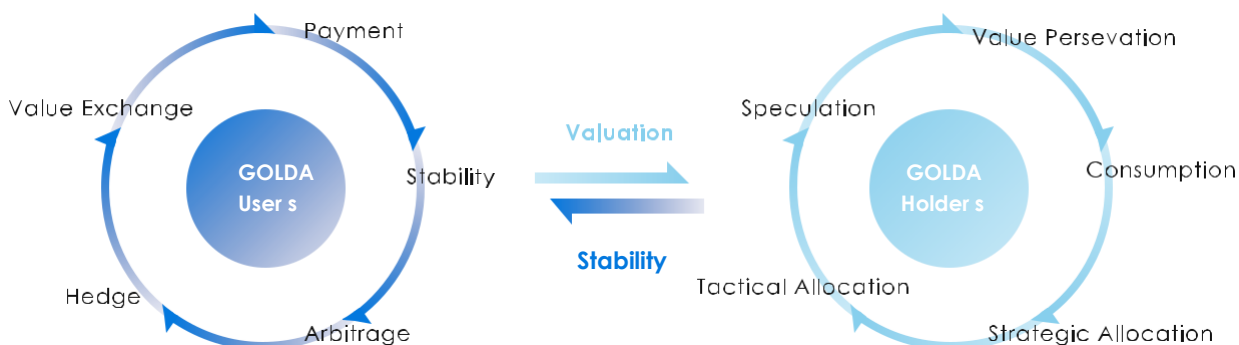 Payment
Value Exchange
GOLDA
User s
Stability
Hedge
Arbitrage
Valuation
Stability
Value Persevation
Speculation
GOLDA
Holder s
Consumption
Tactical Allocation
Strategic Allocation